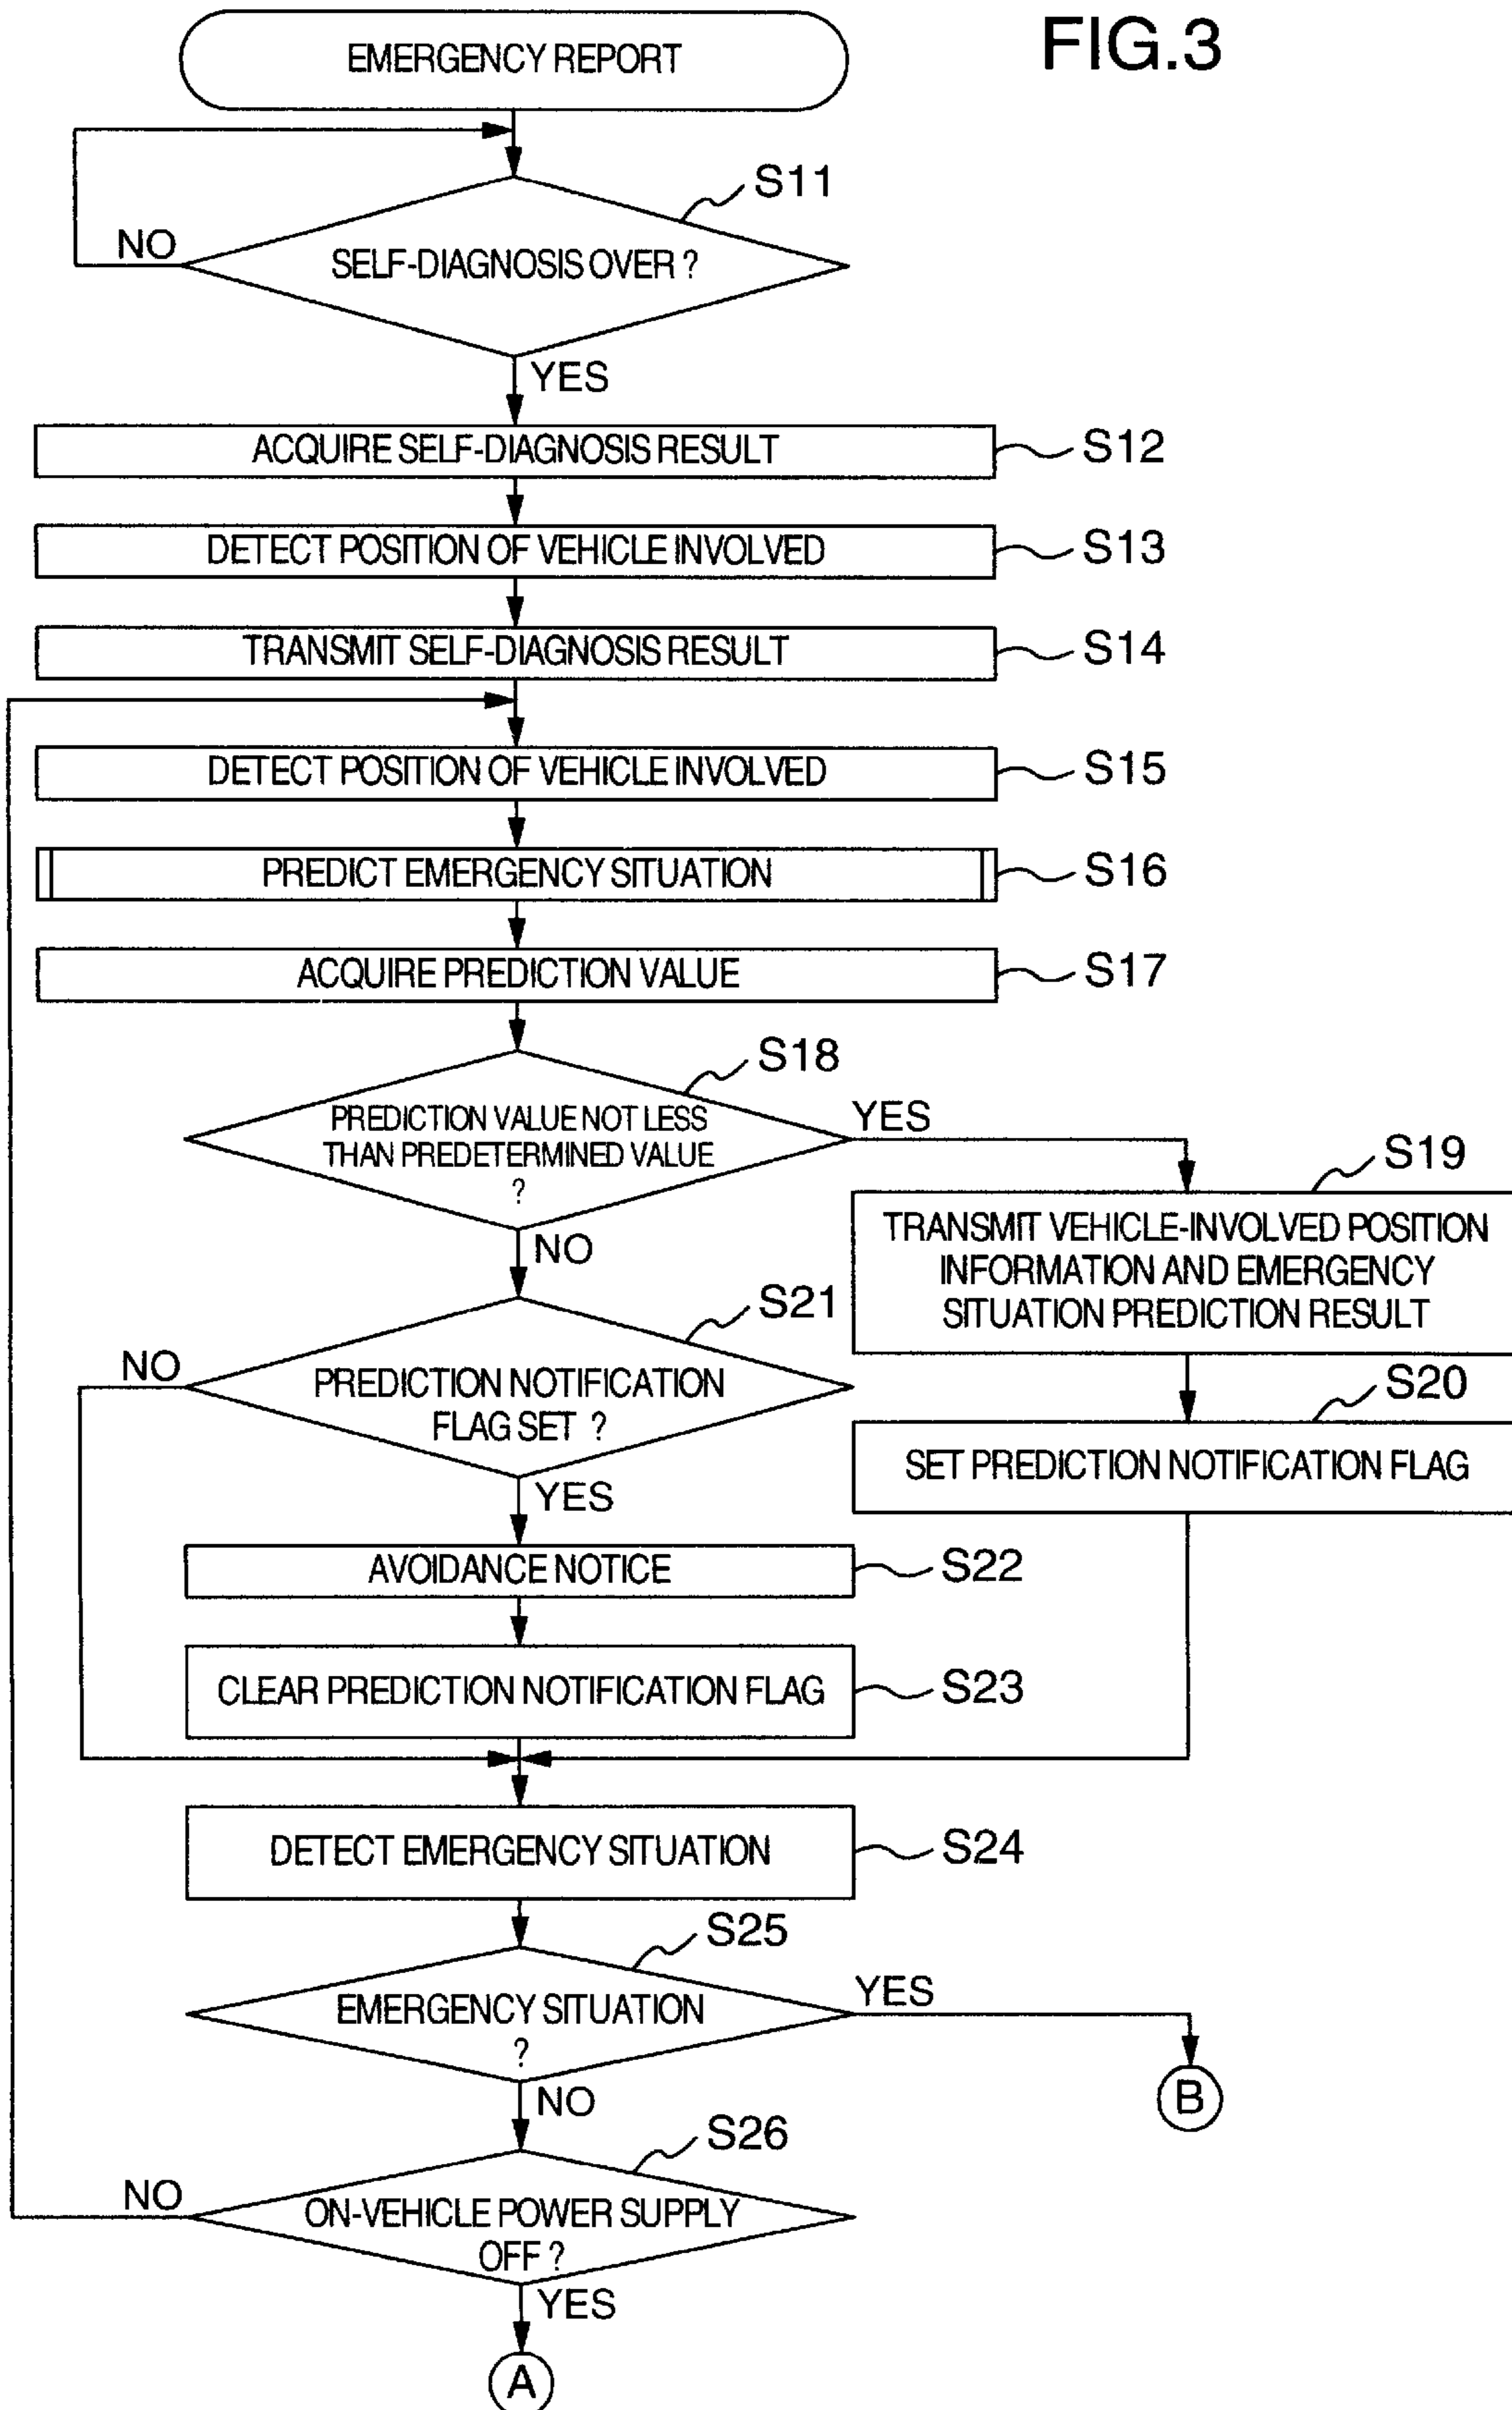 FIG.3
EMERGENCY REPORT
S11
NO
SELF-DIAGNOSIS OVER ?
YES
ACQUIRE SELF-DIAGNOSIS RESULT
S12
DETECT POSITION OF VEHICLE INVOLVED
S13
TRANSMIT SELF-DIAGNOSIS RESULT
S14
DETECT POSITION OF VEHICLE INVOLVED
S15
PREDICT EMERGENCY SITUATION
S16
ACQUIRE PREDICTION VALUE
S17
S18
PREDICTION VALUE NOT LESS
THAN PREDETERMINED VALUE
?
YES
NO
S19
TRANSMIT VEHICLE-INVOLVED POSITION
INFORMATION AND EMERGENCY
SITUATION PREDICTION RESULT
S21
NO
PREDICTION NOTIFICATION
FLAG SET ?
YES
S20
SET PREDICTION NOTIFICATION FLAG
AVOIDANCE NOTICE
S22
CLEAR PREDICTION NOTIFICATION FLAG
S23
DETECT EMERGENCY SITUATION
S24
S25
EMERGENCY SITUATION
?
YES
B
NO
S26
NO
ON-VEHICLE POWER SUPPLY
OFF ?
YES
A